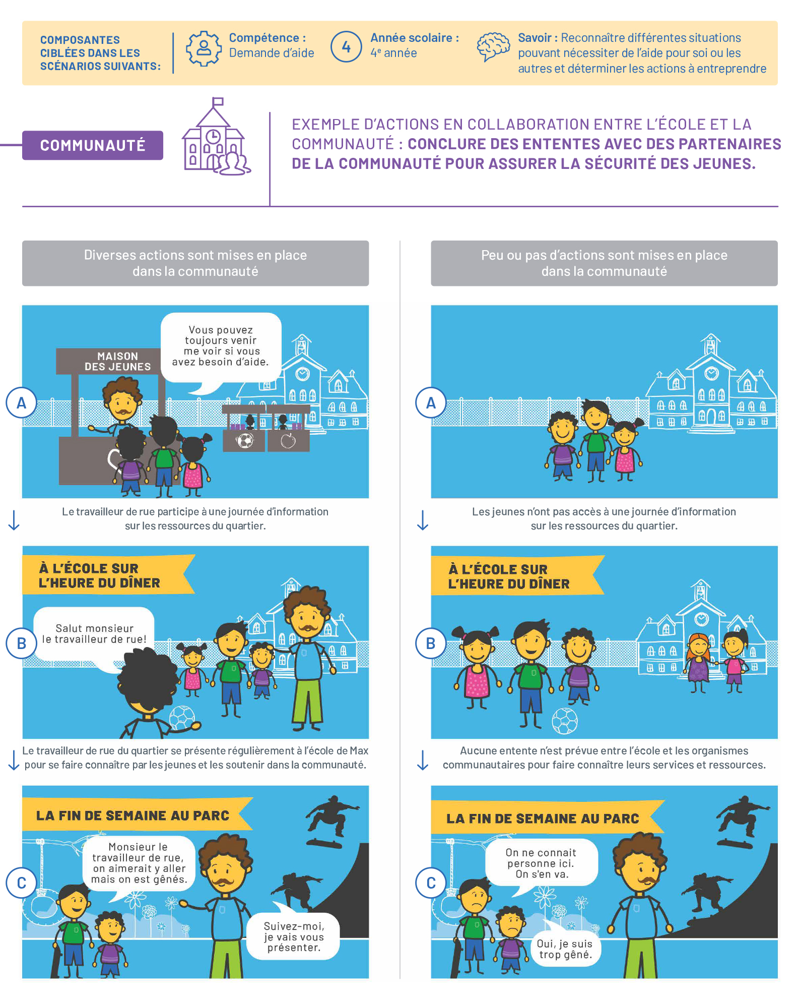 COMPOSANTES
CIBLÉES DANS LES
SCÉNARIOS SUIVANTS:
Compétence :
Demande d'aide
4
Année scolaire :
4e année
Savoir : Reconnaître différentes situations
pouvant nécessiter de l'aide pour soi ou les
autres et déterminer les actions à entreprendre
COMMUNAUTÉ
EXEMPLE D'ACTIONS EN COLLABORATION ENTRE L'ÉCOLE ET LA
COMMUNAUTÉ : CONCLURE DES ENTENTES AVEC DES PARTENAIRES
DE LA COMMUNAUTÉ POUR ASSURER LA SÉCURITÉ DES JEUNES.
Diverses actions sont mises en place
dans la communauté
A
MAISON
DES JEUNES
Vous pouvez
toujours venir
me voir si vous
avez besoin d'aide.
Le travailleur de rue participe à une journée d'information
sur les ressources du quartier.
B
À L'ÉCOLE SUR
L'HEURE DU DÎNER
Salut monsieur
le travailleur de rue!
Le travailleur de rue du quartier se présente régulièrement à l'école de Max
pour se faire connaître par les jeunes et les soutenir dans la communauté.
C
LA FIN DE SEMAINE AU PARC
Monsieur le
travailleur de rue,
on aimerait y aller
mais on est gênés.
Suivez-moi,
je vais vous
présenter.
Peu ou pas d'actions sont mises en place
dans la communauté
A
Les jeunes n'ont pas accès à une journée d'information
sur les ressources du quartier.
B
À L'ÉCOLE SUR
L'HEURE DU DÎNER
Aucune entente n'est prévue entre l'école et les organismes
communautaires pour faire connaître leurs services et ressources.
C
LA FIN DE SEMAINE AU PARC
On ne connait
personne ici.
On s'en va.
Oui, je suis
trop gêné.